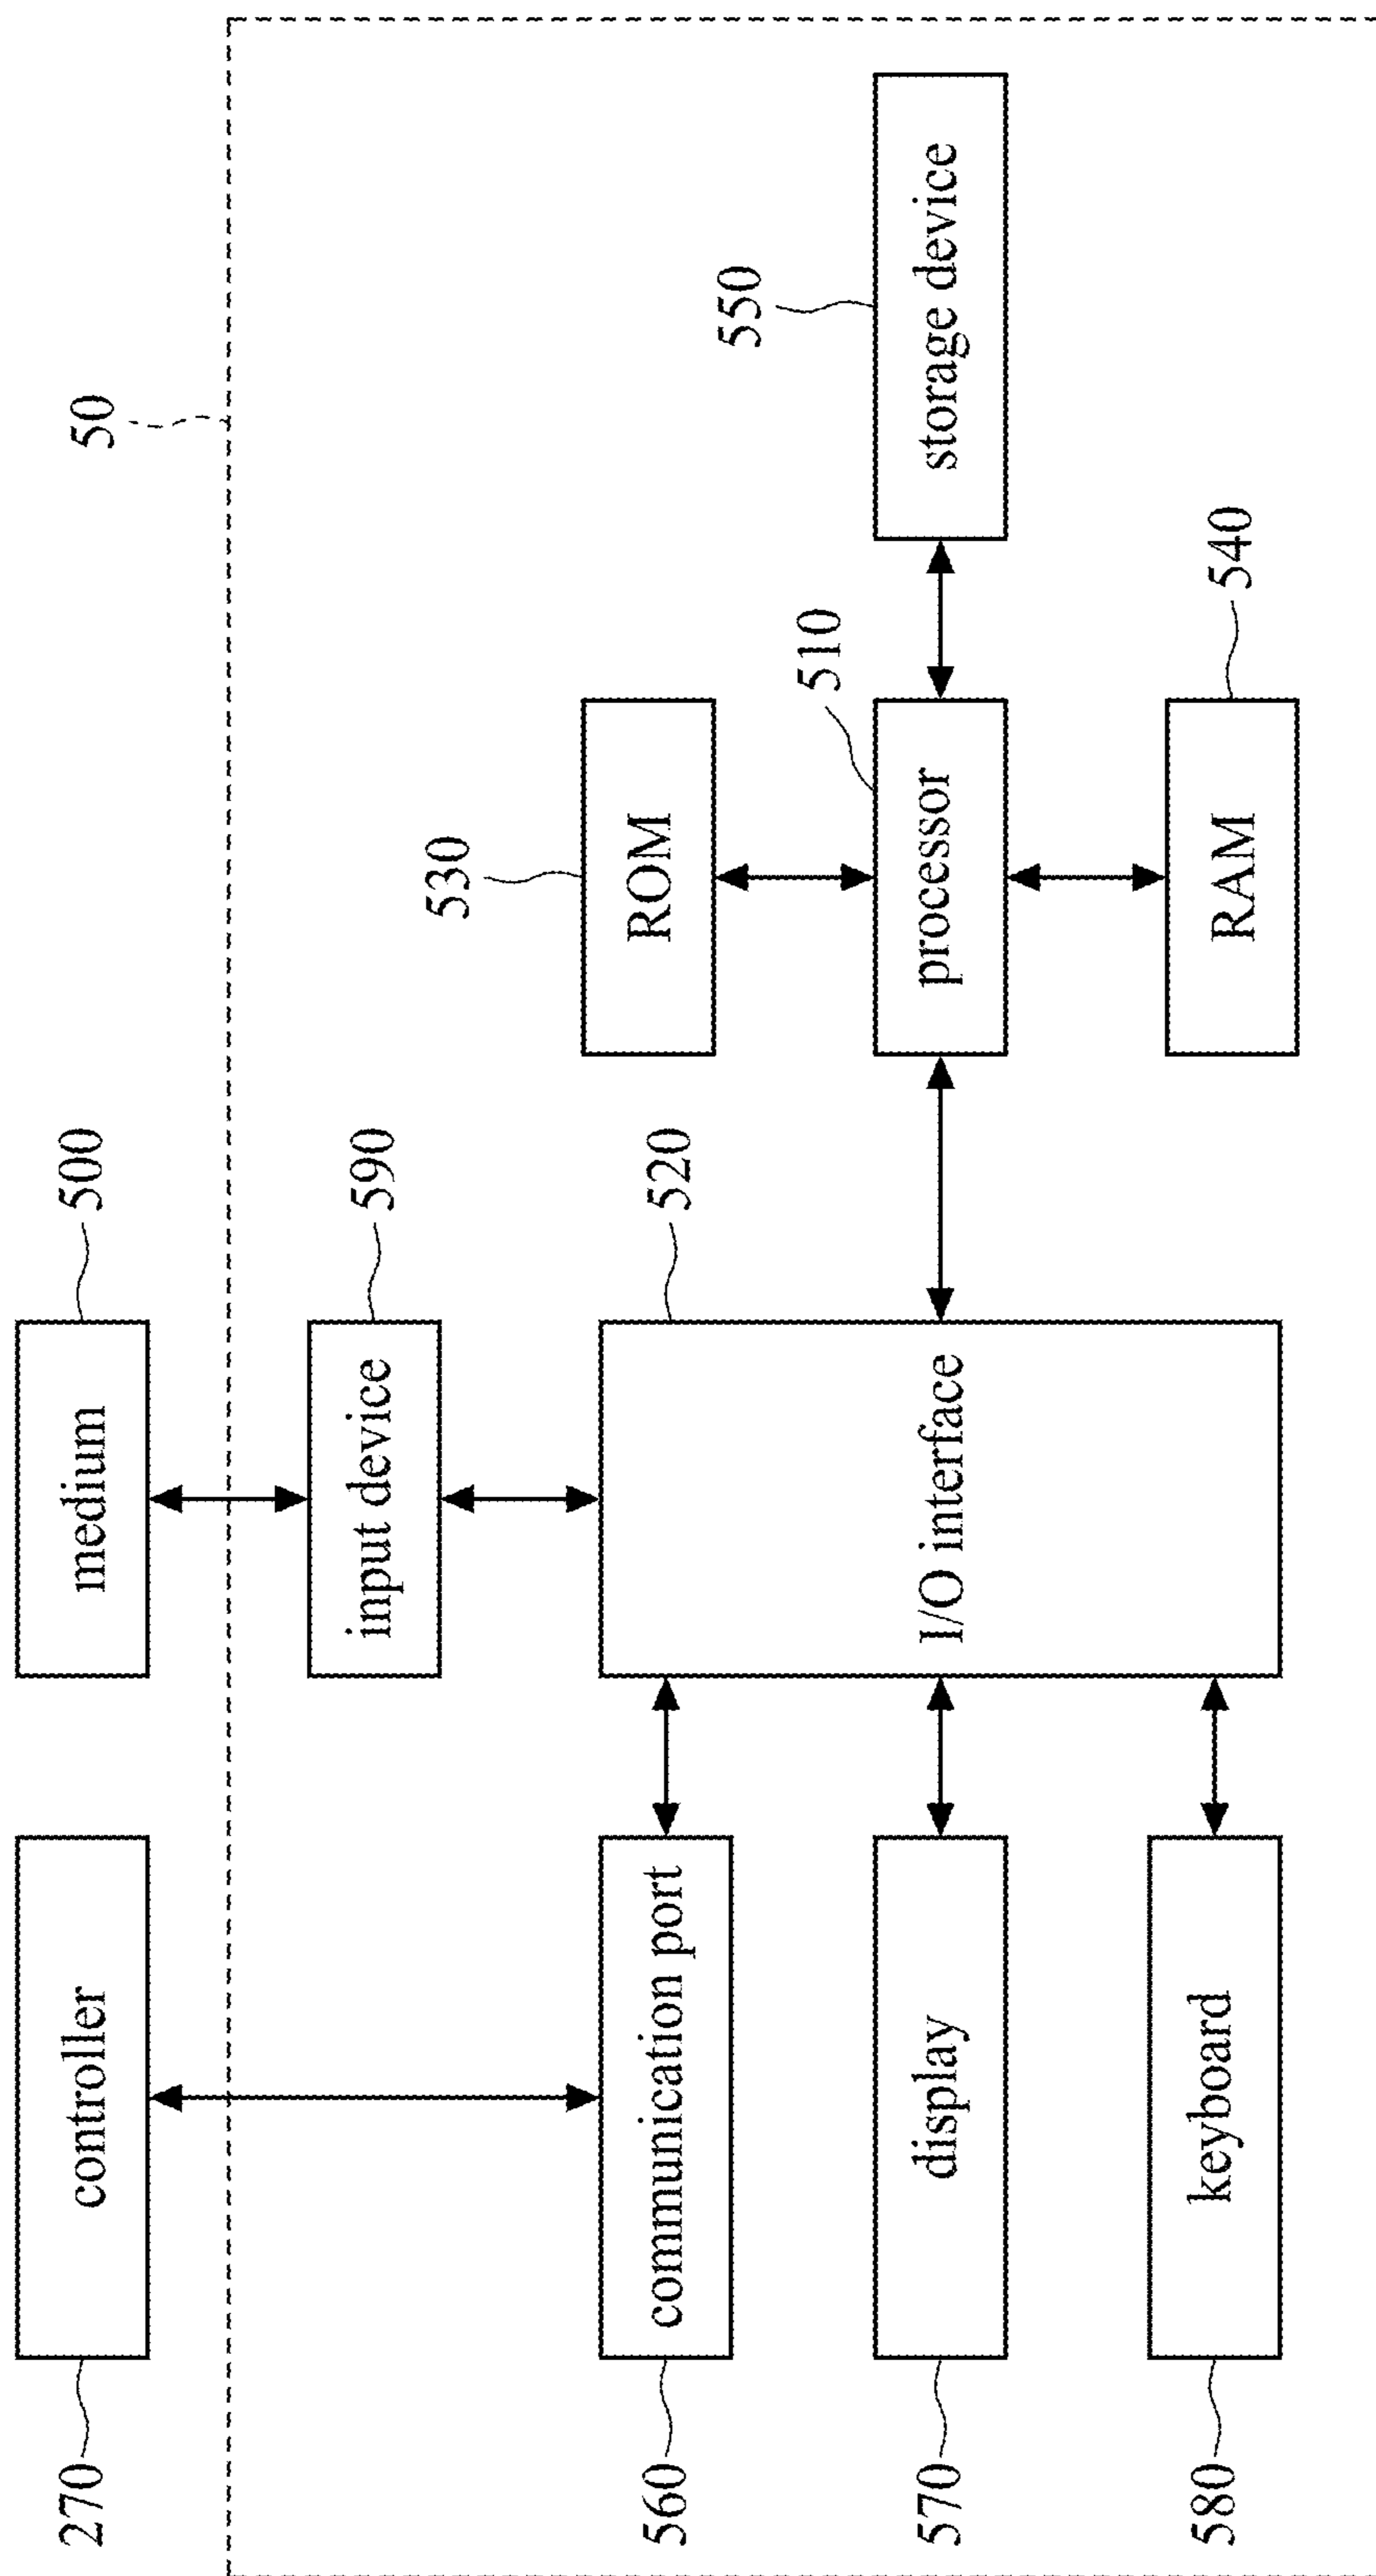 50
270
controller
medium
500
input device
590
560
communication port
I/O interface
520
ROM
530
570
display
processor
510
storage device
550
580
keyboard
RAM
540